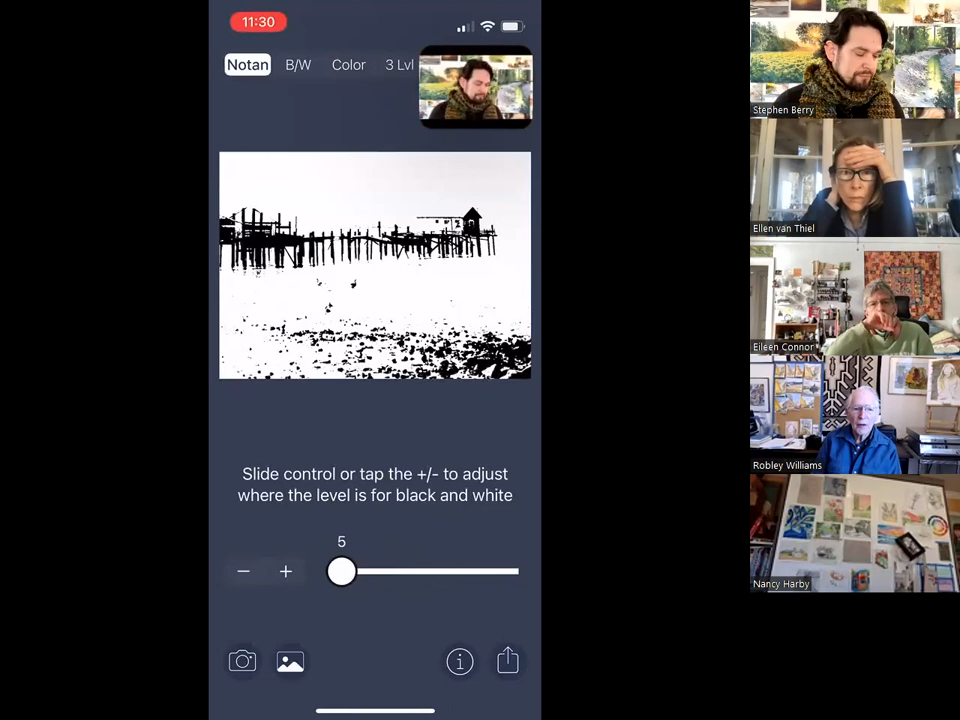 11:30
Notan B/W Color 3 Lvl
Slide control or tap the +/- to adjust
where the level is for black and white
5
Stephen Berry
Ellen van Thiel
Eileen Connor
Robley Williams
Nancy Harby